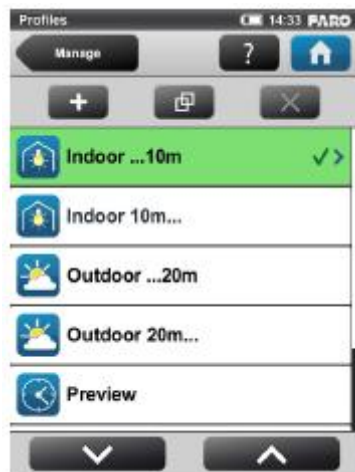 Profiles 14:33 FARO
Manage ?
+
Indoor ...10m
Indoor 10m...
Outdoor ...20m
Outdoor 20m...
Preview